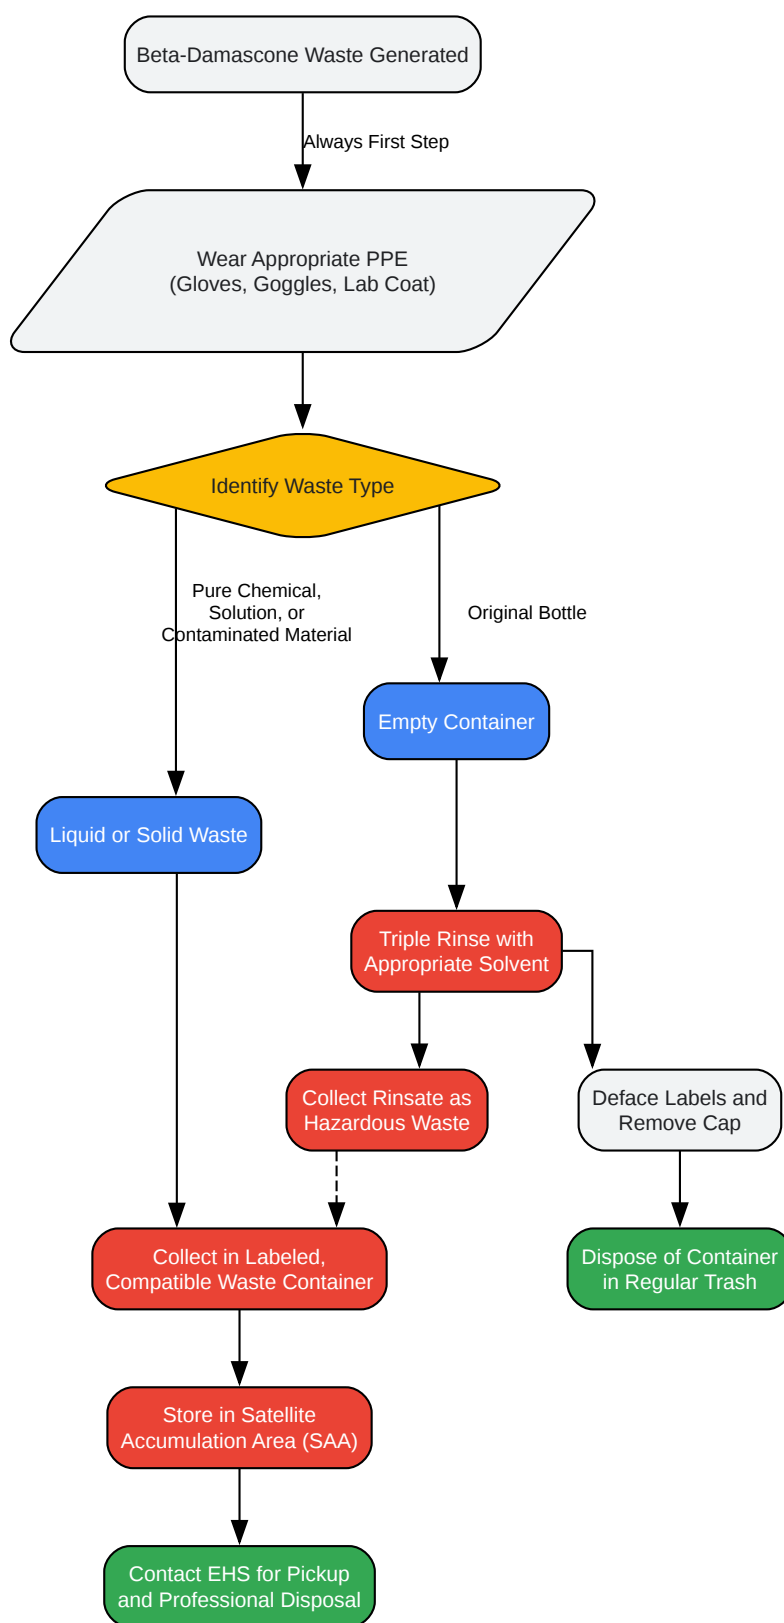 Beta-Damascone Waste Generated
Always First Step
Wear Appropriate PPE
(Gloves, Goggles, Lab Coat)
Identify Waste Type
Pure Chemical,
Solution, or
Contaminated Material
Original Bottle
Empty Container
Liquid or Solid Waste
Triple Rinse with
Appropriate Solvent
Collect Rinsate as
Hazardous Waste
Deface Labels and
Remove Cap
Collect in Labeled,
Compatible Waste Container
Dispose of Container
in Regular Trash
Store in Satellite
Accumulation Area (SAA)
Contact EHS for Pickup
and Professional Disposal